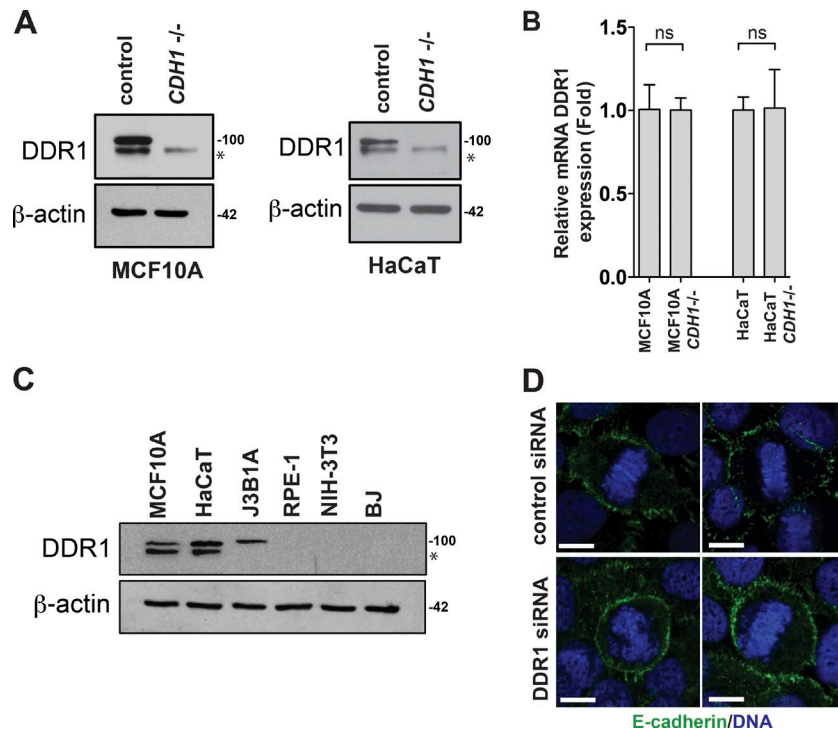 A
control
CDH1 -/-
DDR1
-100
*
β-actin
-42
MCF10A
control
CDH1 -/-
DDR1
-100
*
β-actin
-42
HaCaT
B
Relative mRNA DDR1
expression (Fold)
1.5
1.0
0.5
0.0
ns
ns
MCF10A
MCF10A
CDH1-/-
HaCaT
HaCaT
CDH1-/-
C
MCF10A
HaCaT
J3B1A
RPE-1
NIH-3T3
BJ
DDR1
-100
*
β-actin
-42
D
control siRNA
DDR1 siRNA
E-cadherin/DNA